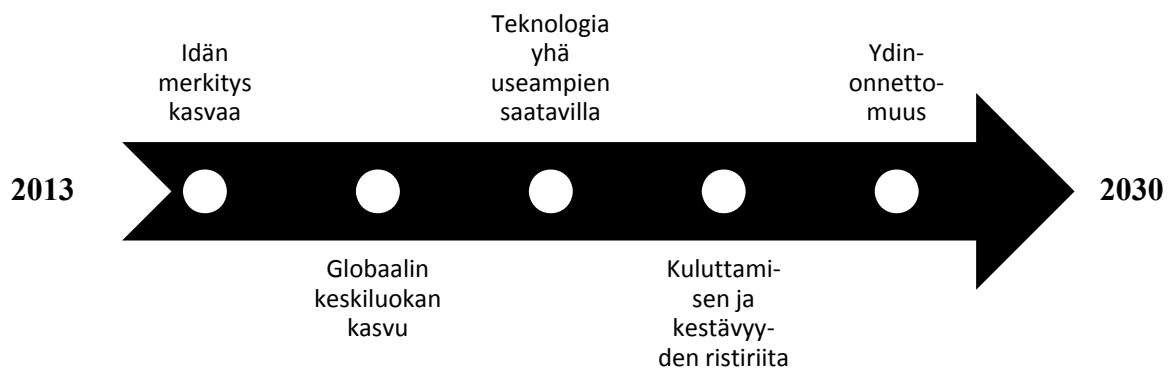 2013
Idän
merkitys
kasvaa
Globaalin
keskiluokan
kasvu
Teknologia
yhä
useampien
saatavilla
Kuluttami-
sen ja
kestävyy-
den ristiriita
Ydin-
onnetto-
muus
2030